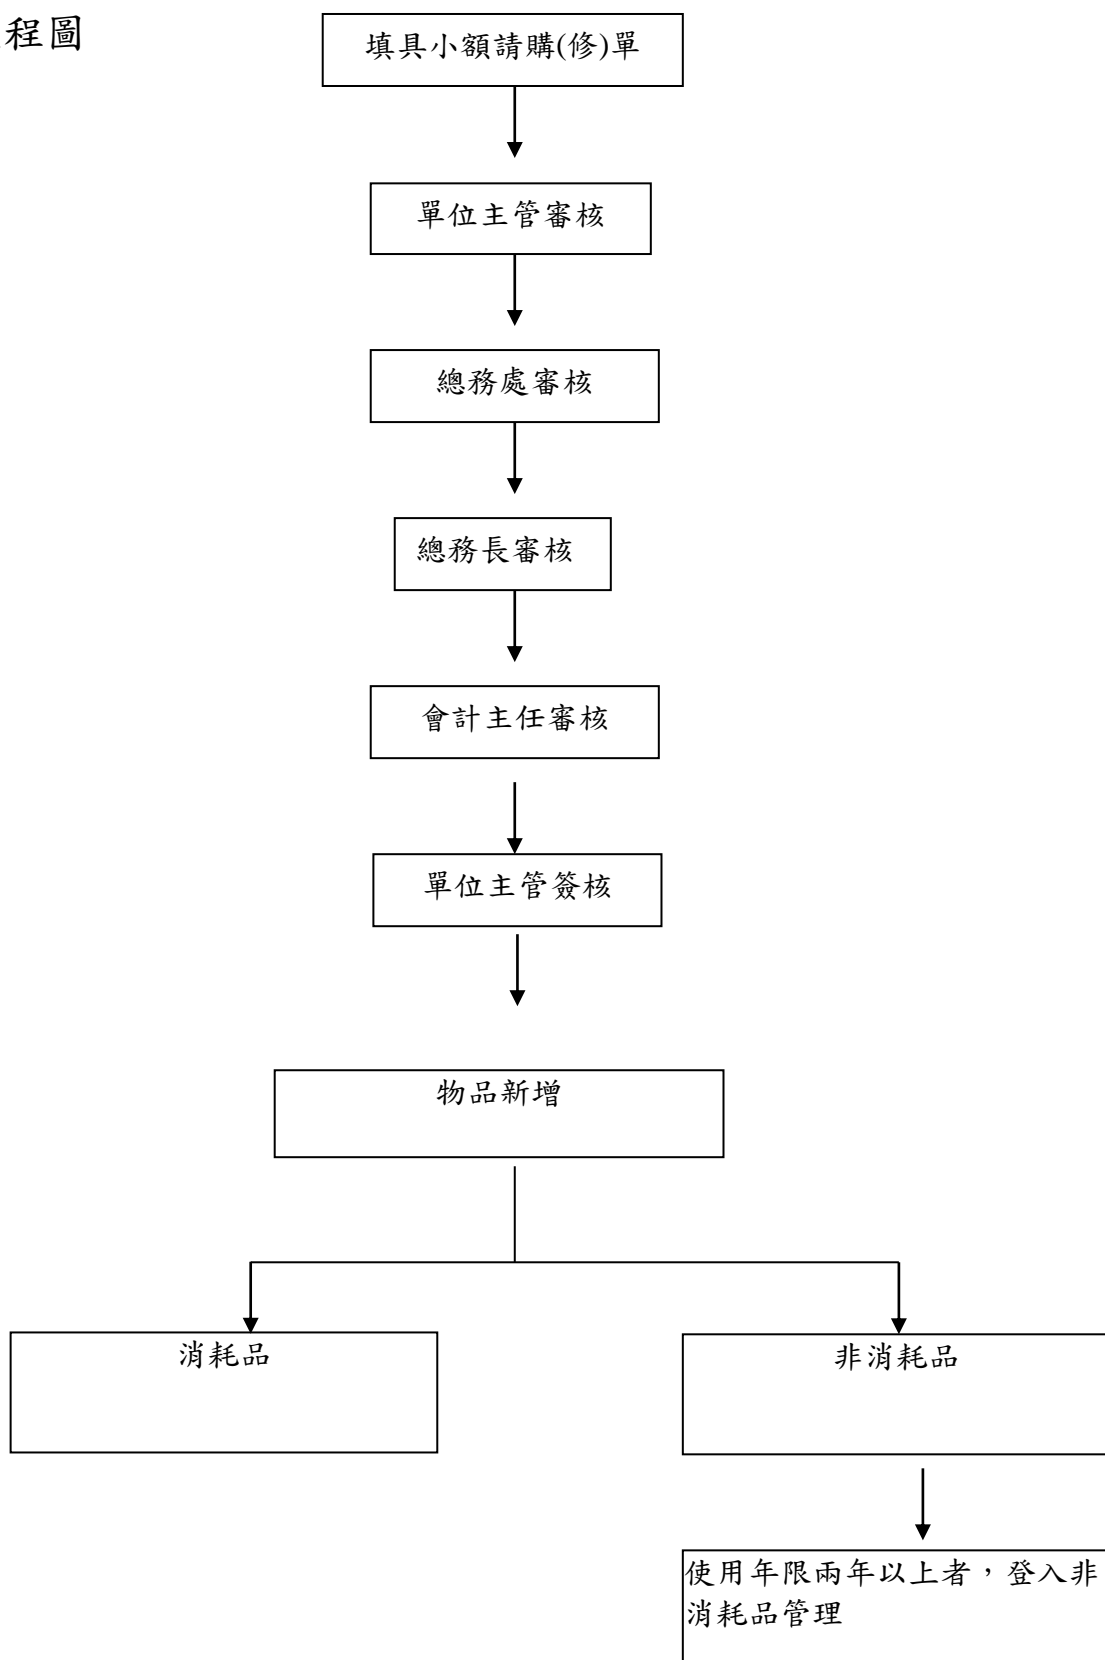 程圖
填具小額請購(修)單
單位主管審核
總務處審核
總務長審核
會計主任審核
單位主管簽核
物品新增
消耗品
非消耗品
使用年限兩年以上者，登入非
消耗品管理